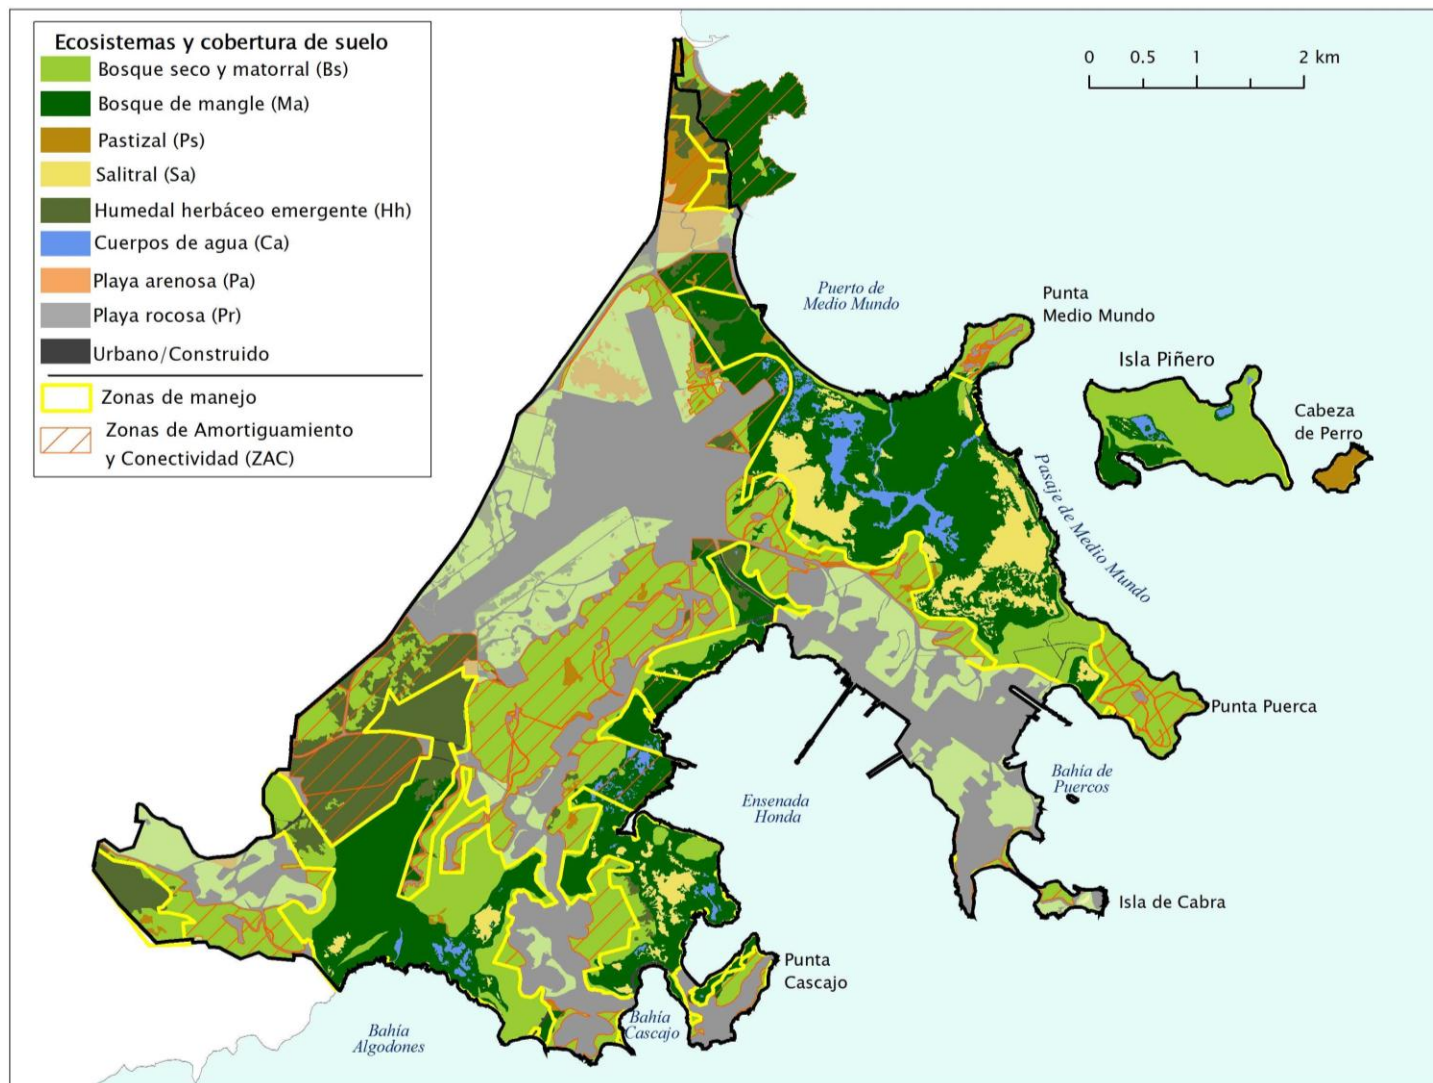 Ecosistemas y cobertura de suelo
Bosque seco y matorral (Bs)
Bosque de mangle (Ma)
Pastizal (Ps)
Salitral (Sa)
Humedal herbáceo emergente (Hh)
Cuerpos de agua (Ca)
Playa arenosa (Pa)
Playa rocosa (Pr)
Urbano/Construido
Zonas de manejo
Zonas de Amortiguamiento
y Conectividad (ZAC)
0 0.5 1 2 km
Puerto de
Medio Mundo
Punta
Medio Mundo
Isla Piñero
Cabeza
de Perro
Pasaje de Medio Mundo
Punta Puerca
Bahía de
Puercos
Ensenada
Honda
Isla de Cabra
Punta
Cascajo
Bahía
Cascajo
Bahía
Algodones